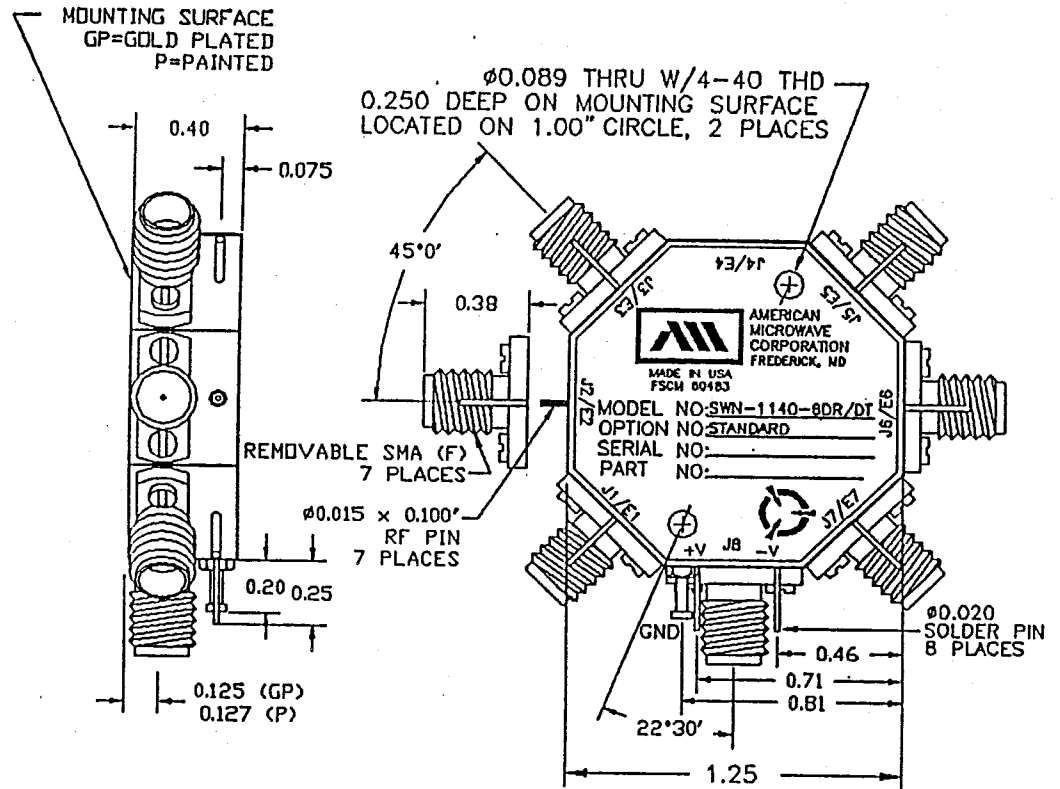 MOUNTING SURFACE
GP=GOLD PLATED
P=PAINTED
ø0.089 THRU W/4-40 THD
0.250 DEEP ON MOUNTING SURFACE
LOCATED ON 1.00" CIRCLE, 2 PLACES
0.40
0.075
45°0'
0.38
J3/E3
J4/E4
J5/E5
AMERICAN
MICROWAVE
CORPORATION
FREDERICK, MD
MADE IN USA
FSCM 60483
J2/E2
J6/E6
MODEL NO:SWN-1140-8DR/DT
OPTION NO:STANDARD
SERIAL NO:
PART NO:
REMOVABLE SMA (F)
7 PLACES
J1/E1
J7/E7
ø0.015 x 0.100'
RF PIN
7 PLACES
+V
J8
-V
0.20
0.25
GND
ø0.020
SOLDER PIN
8 PLACES
0.46
0.71
0.81
0.125 (GP)
0.127 (P)
22°30'
1.25